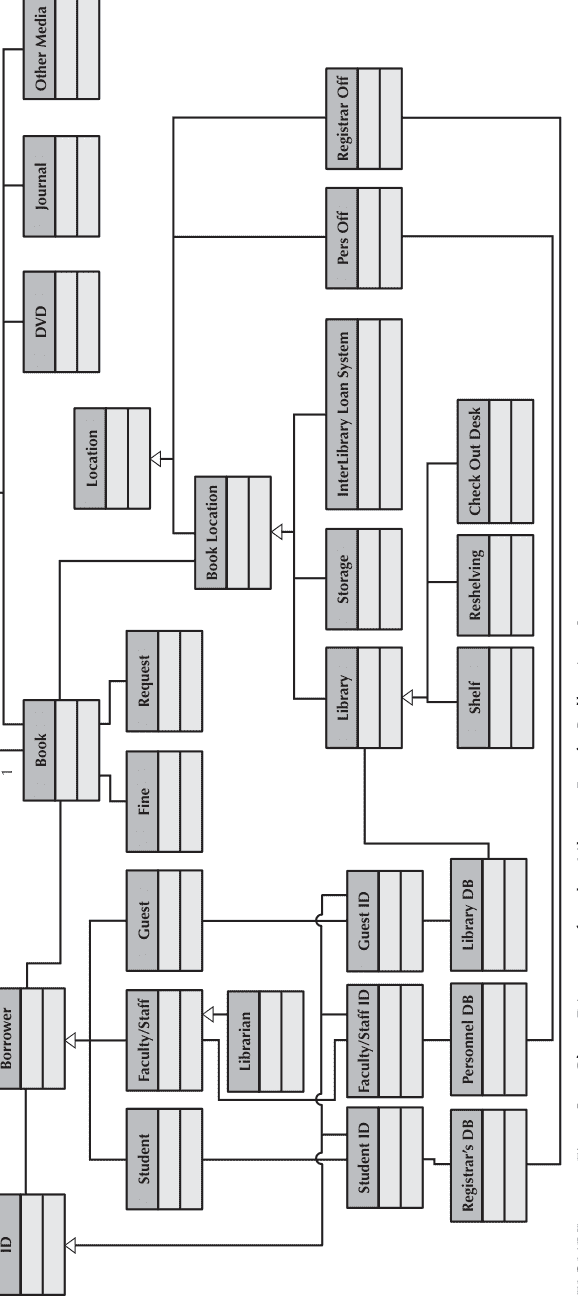 ID
Borrower
Book
1
DVD
Journal
Other Media
Location
Student
Faculty/Staff
Guest
Fine
Request
Book Location
Librarian
Student ID
Faculty/Staff ID
Guest ID
Library
Storage
InterLibrary Loan System
Pers Off
Registrar Off
Registrar's DB
Personnel DB
Library DB
Shelf
Reshelving
Check Out Desk